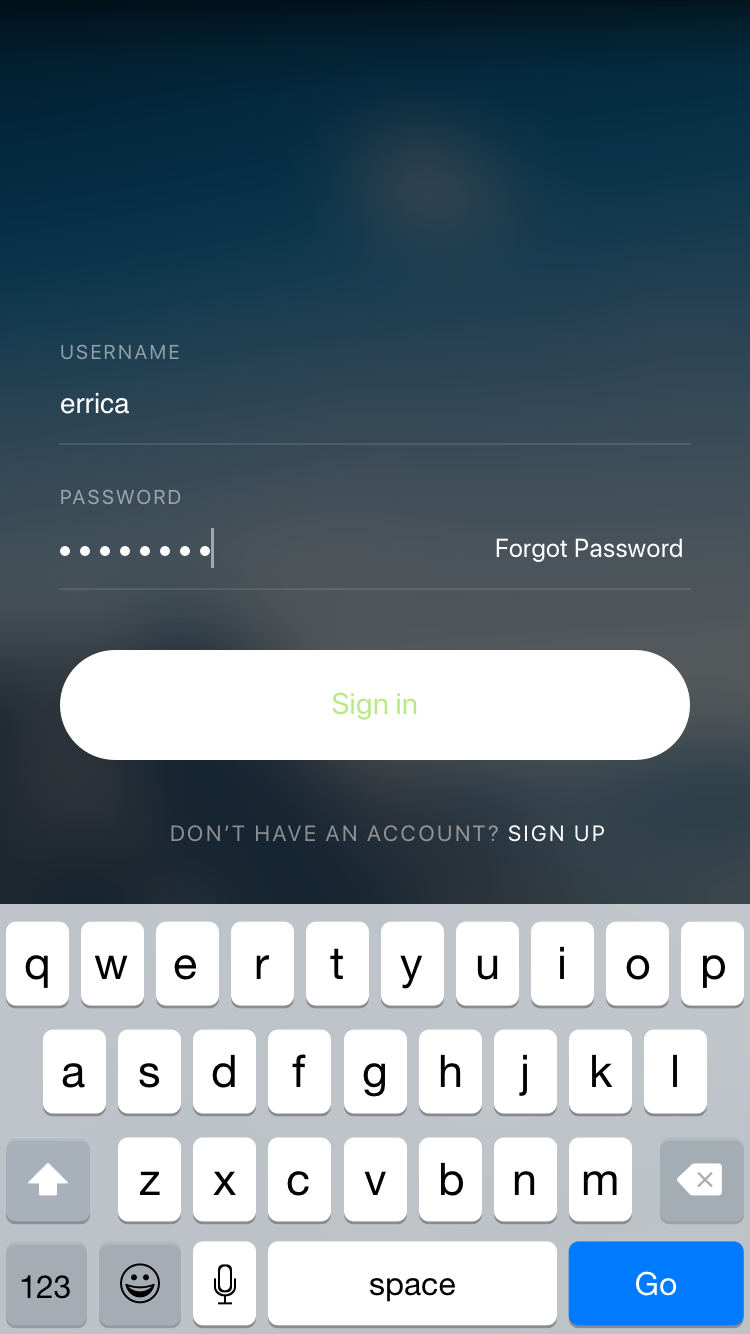 USERNAME
errica
PASSWORD
•••••••• Forgot Password
Sign in
DON’T HAVE AN ACCOUNT? SIGN UP
q w e r t y u i o p
a s d f g h j k l
z x c v b n m
123 space Go